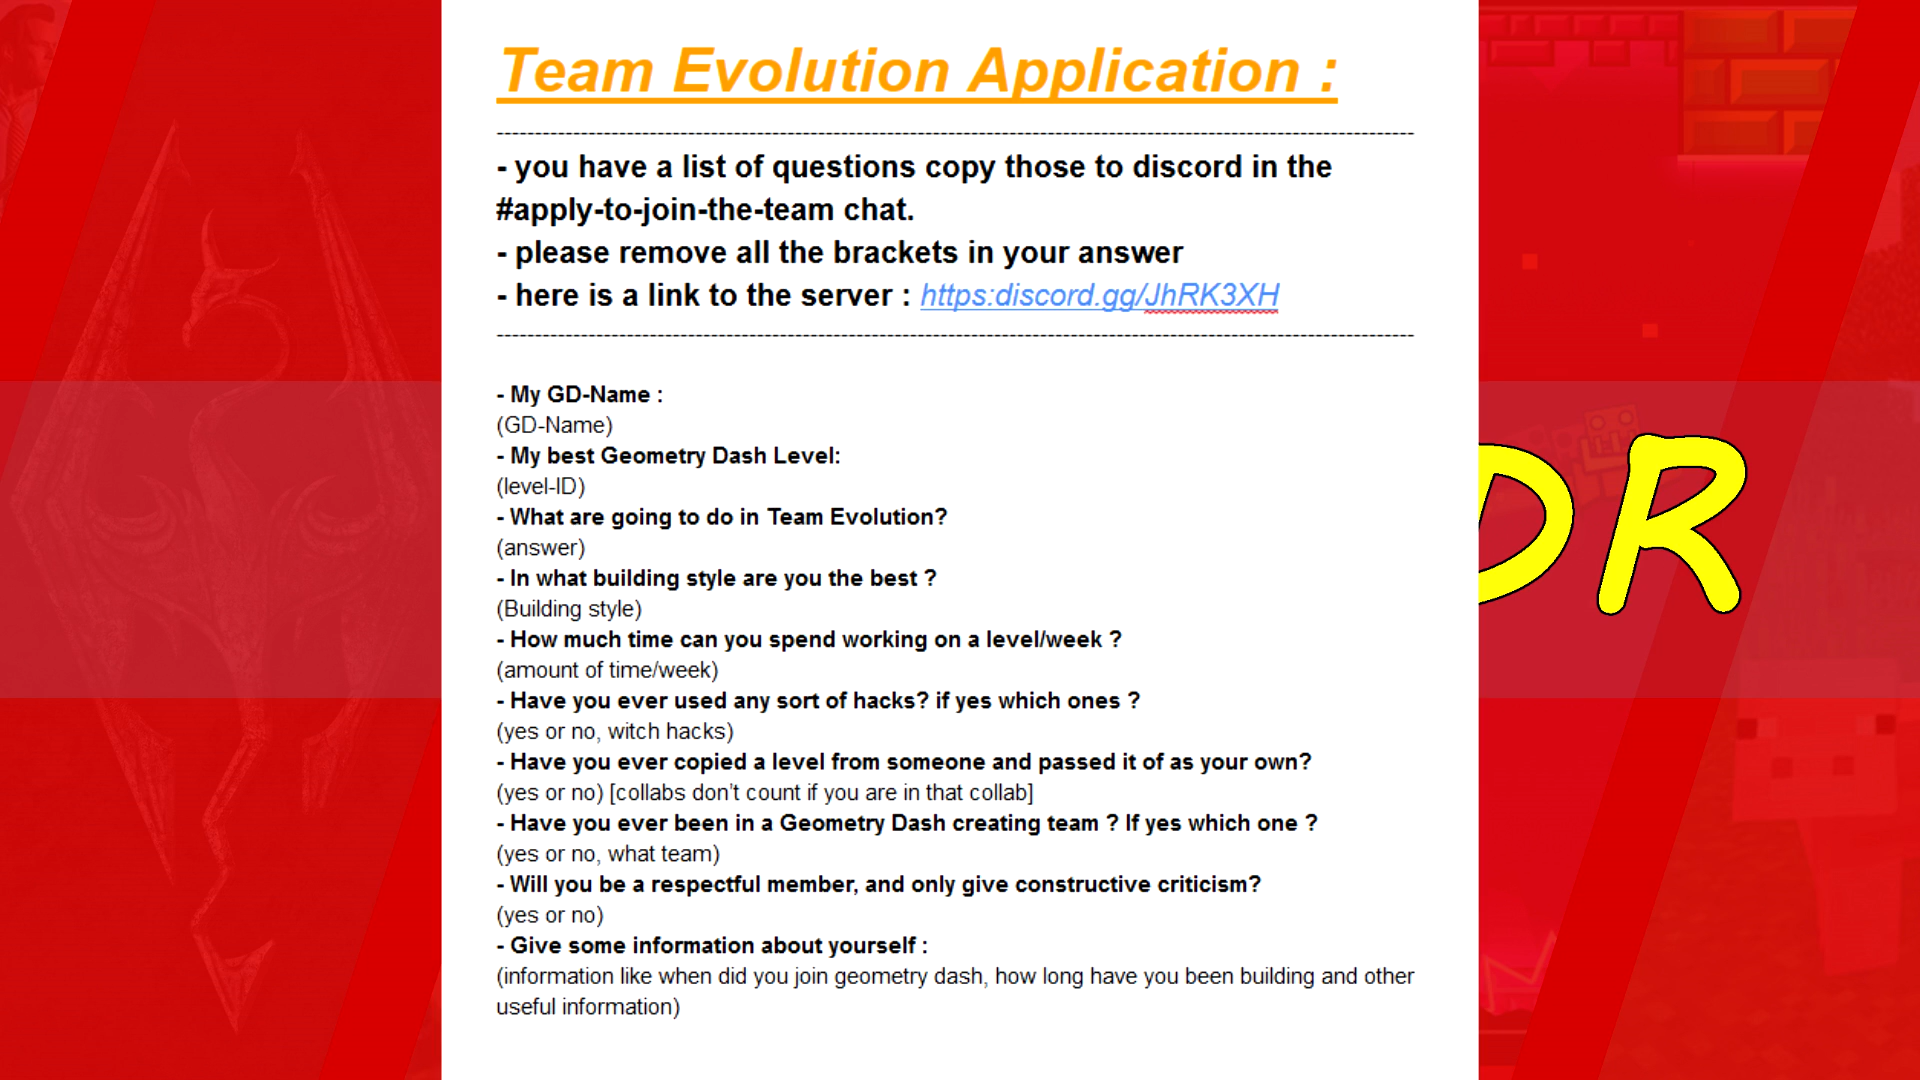 Team Evolution Application :
--------------------------------------------------------------------------------------------------------------------------
- you have a list of questions copy those to discord in the
#apply-to-join-the-team chat.
- please remove all the brackets in your answer
- here is a link to the server : https:discord.gg/JhRK3XH
--------------------------------------------------------------------------------------------------------------------------
- My GD-Name :
(GD-Name)
- My best Geometry Dash Level:
(level-ID)
- What are going to do in Team Evolution?
(answer)
- In what building style are you the best ?
(Building style)
- How much time can you spend working on a level/week ?
(amount of time/week)
- Have you ever used any sort of hacks? if yes which ones ?
(yes or no, witch hacks)
- Have you ever copied a level from someone and passed it of as your own?
(yes or no) [collabs don't count if you are in that collab]
- Have you ever been in a Geometry Dash creating team ? If yes which one ?
(yes or no, what team)
- Will you be a respectful member, and only give constructive criticism?
(yes or no)
- Give some information about yourself :
(information like when did you join geometry dash, how long have you been building and other
useful information)
R